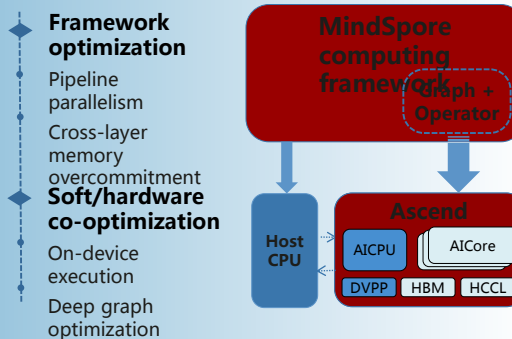 Framework
optimization
Pipeline
parallelism
Cross-layer
memory
overcommitment
Soft/hardware
co-optimization
On-device
execution
Deep graph
optimization
MindSpore
computing
framework
Graph +
Operator
Host
CPU
Ascend
AICPU
AICore
DVPP
HBM
HCCL